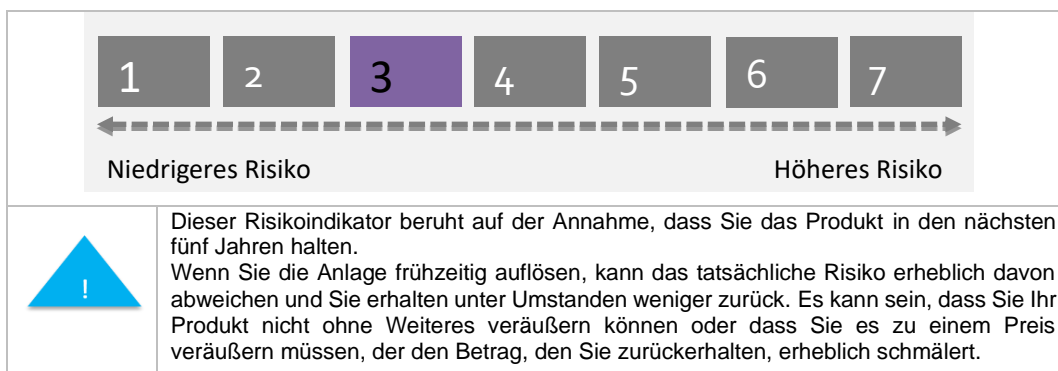 1 2 3 4 5 6 7
Niedrigeres Risiko Höheres Risiko
Dieser Risikoindikator beruht auf der Annahme, dass Sie das Produkt in den nächsten
fünf Jahren halten.
!
Wenn Sie die Anlage frühzeitig auflösen, kann das tatsächliche Risiko erheblich davon
abweichen und Sie erhalten unter Umstanden weniger zurück. Es kann sein, dass Sie Ihr
Produkt nicht ohne Weiteres veräußern können oder dass Sie es zu einem Preis
veräußern müssen, der den Betrag, den Sie zurückerhalten, erheblich schmälert.